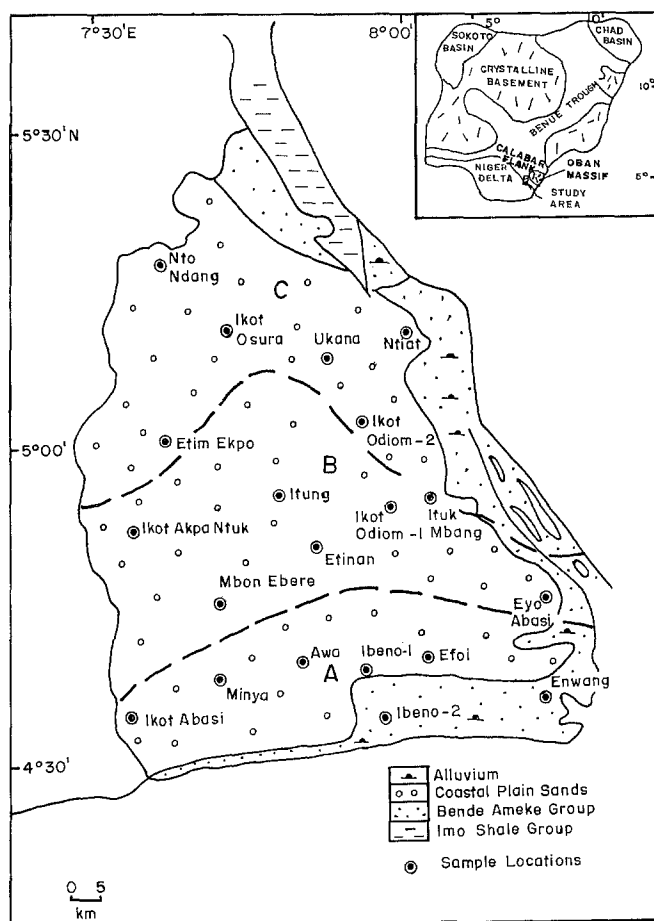 7°30'E
8°00'
5°30'N
5°00'
4°30'
5°
0°
10°
5°
SOKOTO
BASIN
CHAD
BASIN
CRYSTALLINE
BASEMENT
BENUE TROUGH
CALABAR
FLANK
OBAN
MASSIF
NIGER
DELTA
STUDY
AREA
Nto
Ndang
C
Ikot
Osura
Ukana
Ntiat
Etim Ekpo
Ikot
Odiom-2
B
Itung
Ikot Akpa Ntuk
Ikot
Odiom-1
Ituk
Mbang
Etinan
Mbon Ebere
Eyo
Abasi
Awa
Ibeno-1
Efoi
A
Minya
Enwang
Ikot Abasi
Ibeno-2
Alluvium
Coastal Plain Sands
Bende Ameke Group
Imo Shale Group
Sample Locations
0 5
km